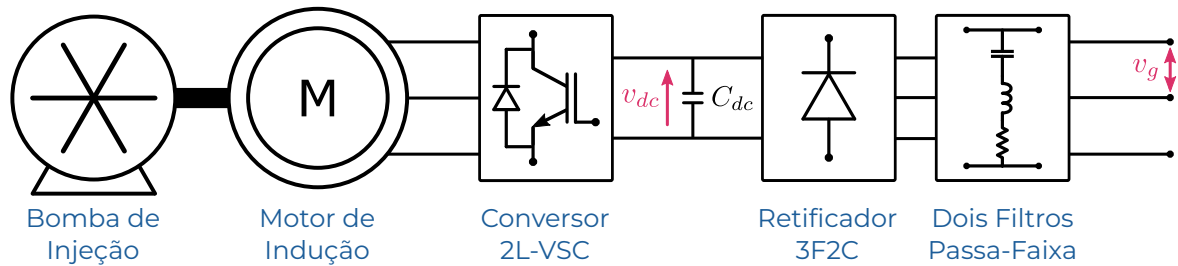 M
v_dc
C_dc
v_g
Bomba de
Injeção
Motor de
Indução
Conversor
2L-VSC
Retificador
3F2C
Dois Filtros
Passa-Faixa